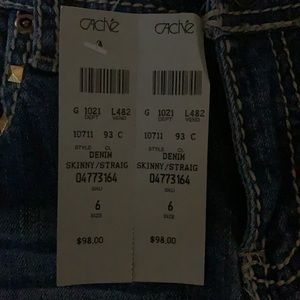 CACHÉ CACHÉ
G 1021 L482 G 1021 L482
DEPT VEND DEPT VEND
10711 93 C 10711 93 C
STYLE CL STYLE CL
DENIM DENIM
SKINNY/STRAIG SKINNY/STRAIG
04773164 04773164
SKU SKU
6 6
SIZE SIZE
$98.00 $98.00